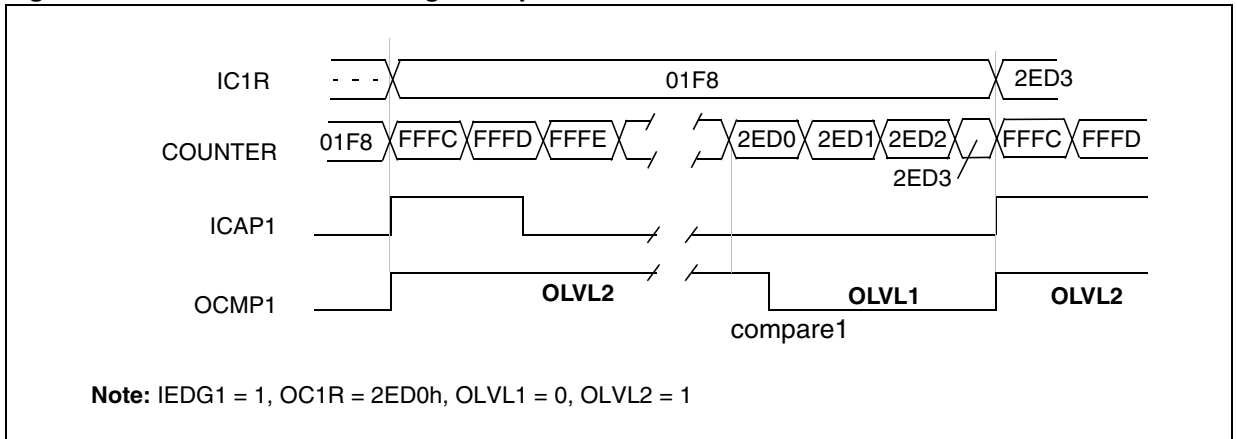 IC1R - - - 01F8 2ED3
COUNTER 01F8 FFFC FFFD FFFE 2ED0 2ED1 2ED2 FFFC FFFD
2ED3
ICAP1
OLVL2 OLVL1 OLVL2
OCMP1
compare1
Note: IEDG1 = 1, OC1R = 2ED0h, OLVL1 = 0, OLVL2 = 1